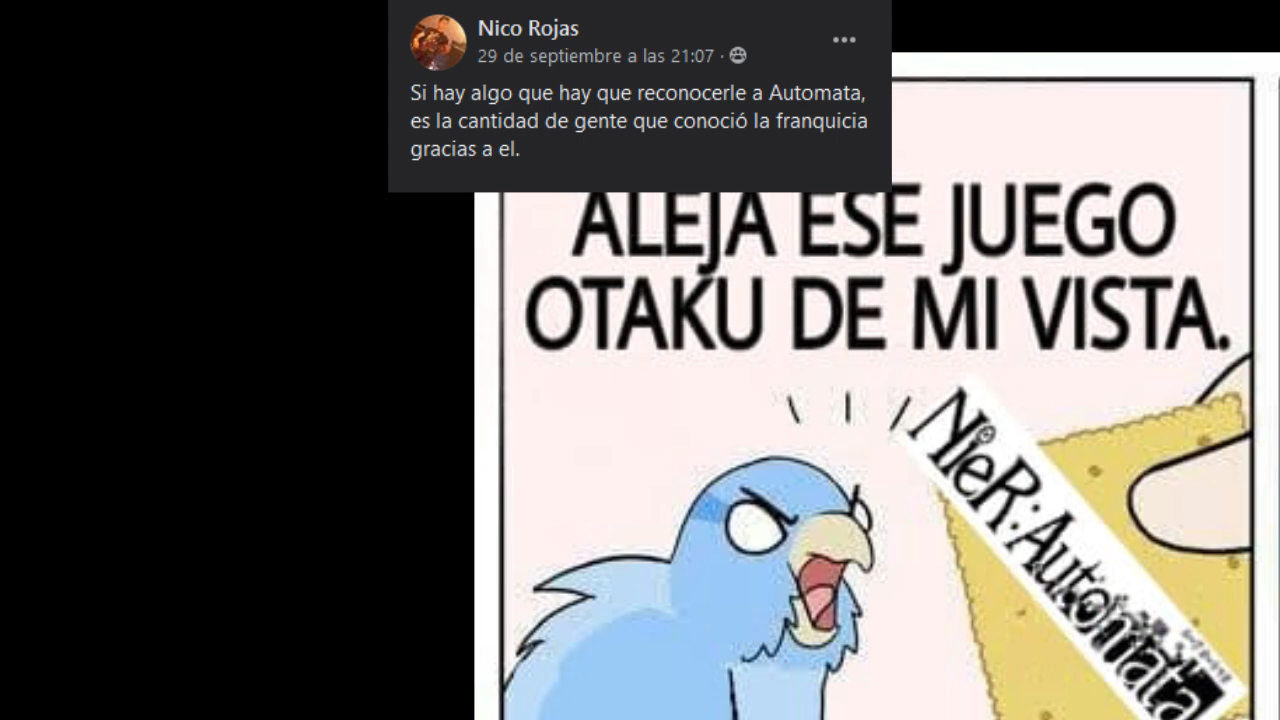 Nico Rojas
29 de septiembre a las 21:07 ·
Si hay algo que hay que reconocerle a Automata,
es la cantidad de gente que conoció la franquicia
gracias a el.
ALEJA ESE JUEGO
OTAKU DE MI VISTA.
NieR:Automata